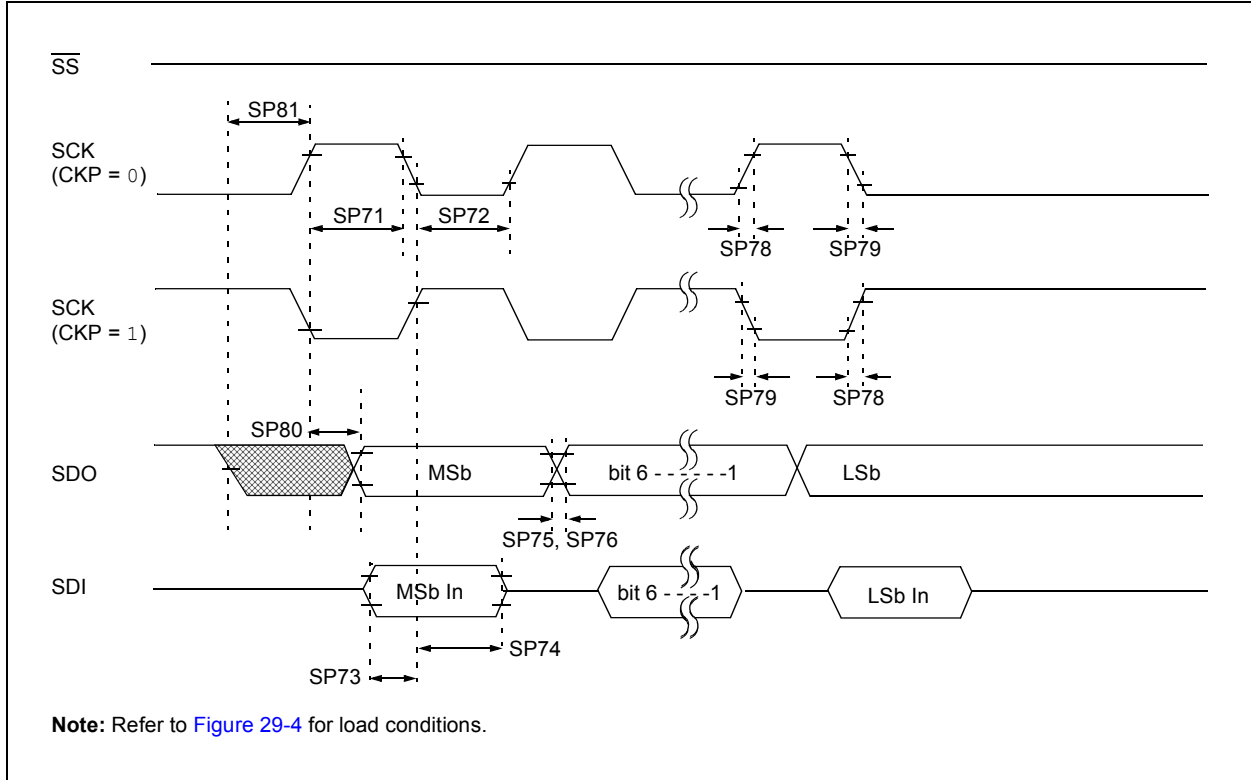 SS
SP81
SCK
(CKP = 0)
SP71
SP72
SP78
SP79
SCK
(CKP = 1)
SP79
SP78
SP80
SDO
MSb
bit 6 - - - - - -1
LSb
SP75, SP76
SDI
MSb In
bit 6 - - - -1
LSb In
SP74
SP73
Note: Refer to Figure 29-4 for load conditions.